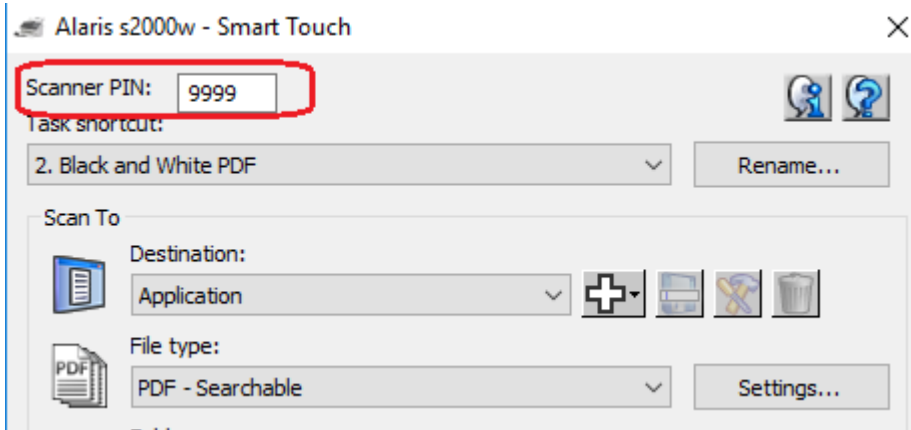 Alaris s2000w - Smart Touch
Scanner PIN: 9999
Task shortcut:
2. Black and White PDF Rename...
Scan To
Destination:
Application
File type:
PDF
PDF - Searchable Settings...